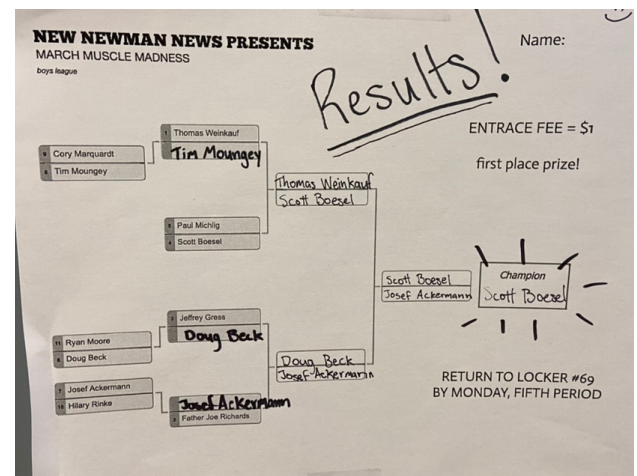 NEW NEWMAN NEWS PRESENTS
MARCH MUSCLE MADNESS
boys league
Results!
Name:
ENTRACE FEE = $1
first place prize!
Cory Marquardt
Tim Moungey
1 Thomas Weinkauf
Tim Moungey
Paul Michlig
Scott Boesel
Thomas Weinkauf
Scott Boesel
Ryan Moore
Doug Beck
Jeffrey Gress
Doug Beck
Josef Ackermann
Hilary Rinke
Josef Ackermann
Father Joe Richards
Doug Beck
Josef Ackermann
Scott Boesel
Josef Ackermann
Champion
Scott Boesel
RETURN TO LOCKER #69
BY MONDAY, FIFTH PERIOD